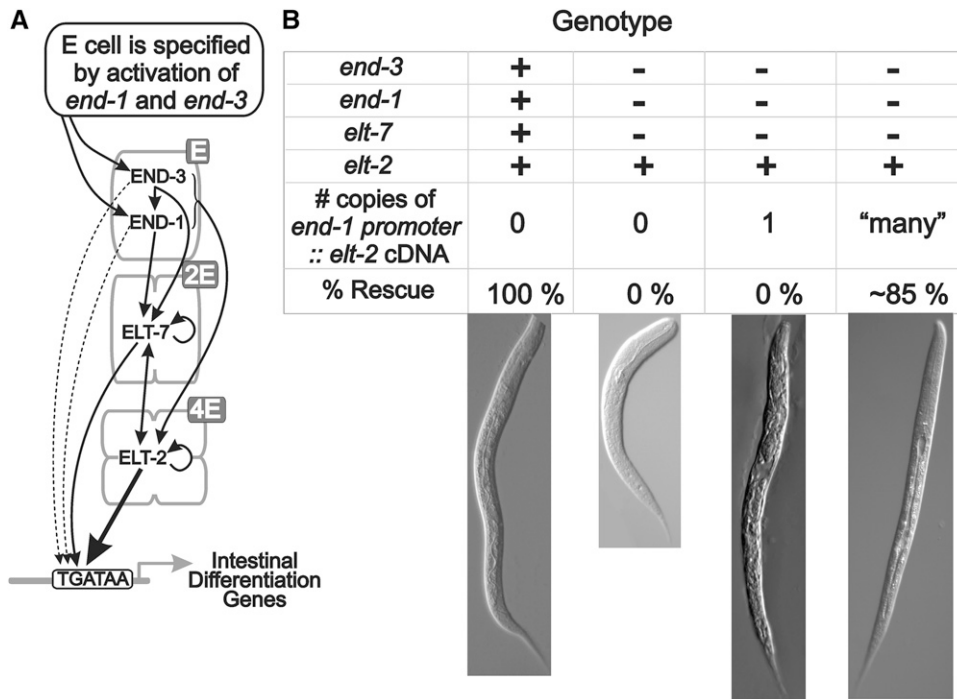 A
E cell is specified
by activation of
end-1 and end-3
E
END-3
END-1
2E
ELT-7
4E
ELT-2
TGATAA
Intestinal
Differentiation
Genes
B
Genotype
end-3 + - - -
end-1 + - - -
elt-7 + - - -
elt-2 + + + +
# copies of
end-1 promoter
:: elt-2 cDNA
0 0 1 “many”
% Rescue 100 % 0 % 0 % ~85 %